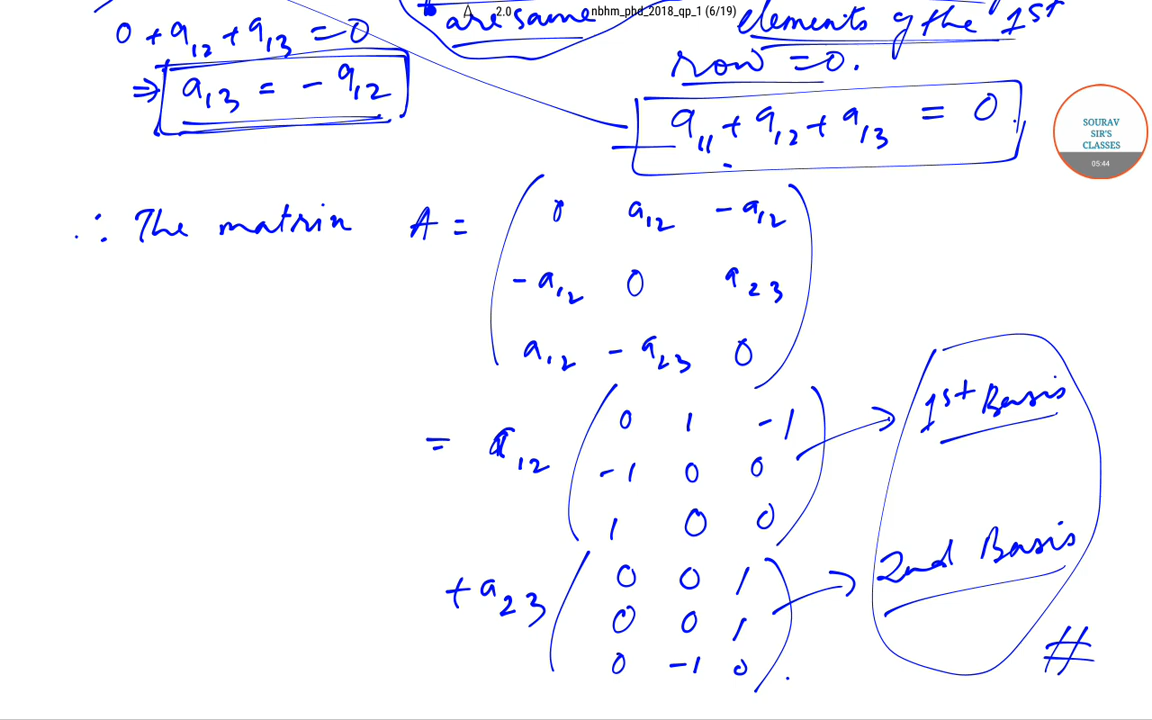 2.0 nbhm_phd_2018_qp_1 (6/19)
0 + a12 + a13 = 0
⇒ a13 = - a12
are same
elements of the 1st
row = 0.
a11 + a12 + a13 = 0.
SOURAV
SIR'S
CLASSES
05:44
∴ The matrix A =
0 a12 - a12
- a12 0 a23
a12 - a23 0
= a12
0 1 -1
-1 0 0
1 0 0
1st Basis
+ a23
0 0 1
0 0 1
0 -1 0
2nd Basis
#